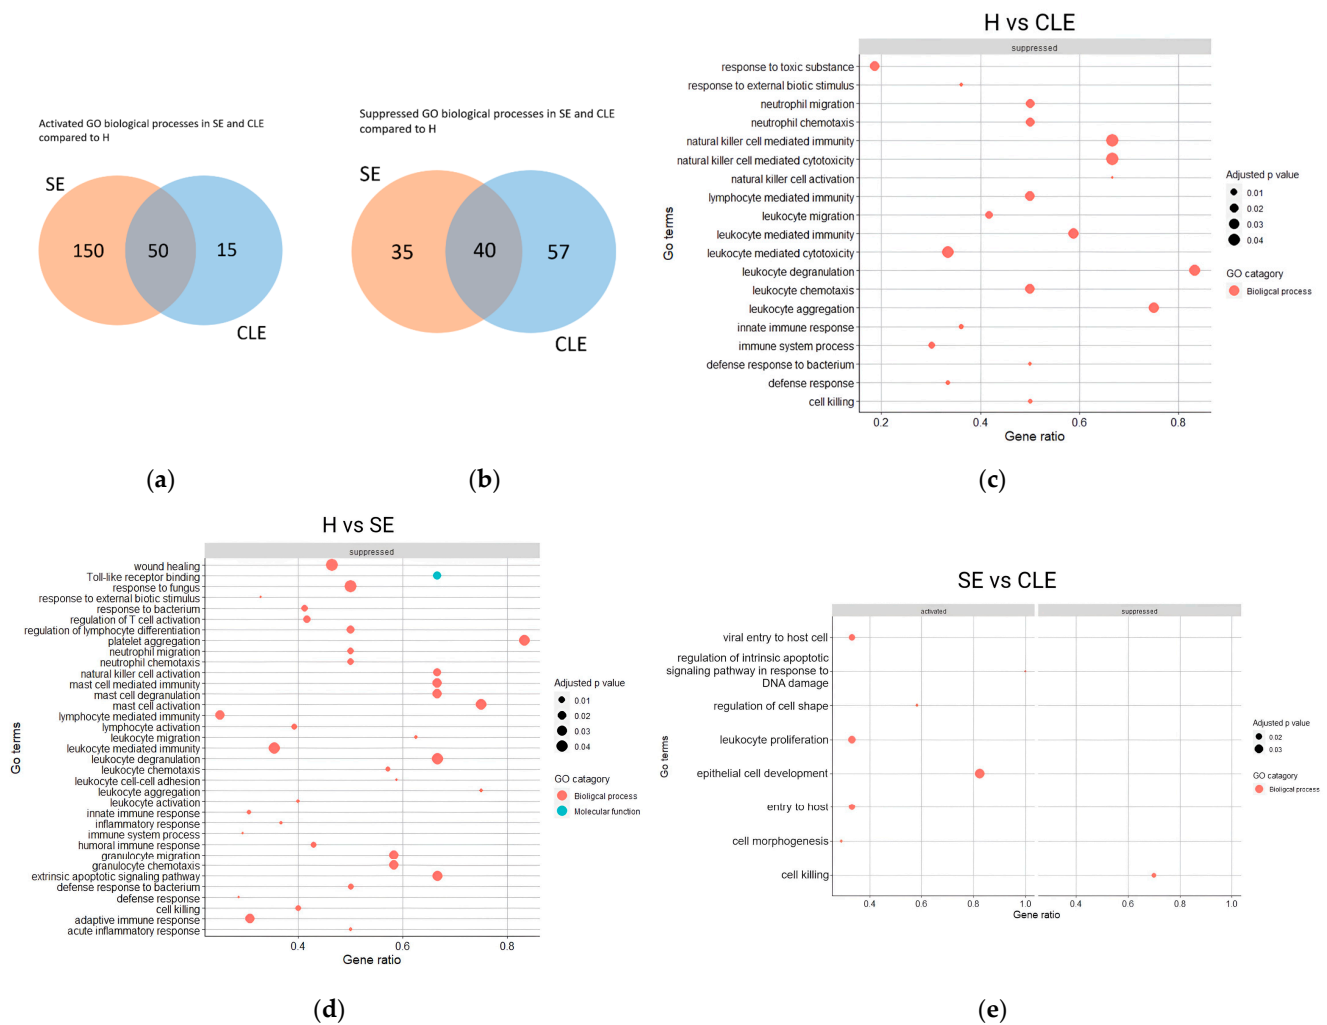 Activated GO biological processes in SE and CLE
compared to H
SE
150
50
15
CLE
(a)
Suppressed GO biological processes in SE and CLE
compared to H
SE
35
40
57
CLE
(b)
H vs CLE
suppressed
Go terms
response to toxic substance
response to external biotic stimulus
neutrophil migration
neutrophil chemotaxis
natural killer cell mediated immunity
natural killer cell mediated cytotoxicity
natural killer cell activation
lymphocyte mediated immunity
leukocyte migration
leukocyte mediated immunity
leukocyte mediated cytotoxicity
leukocyte degranulation
leukocyte chemotaxis
leukocyte aggregation
innate immune response
immune system process
defense response to bacterium
defense response
cell killing
0.2 0.4 0.6 0.8
Gene ratio
Adjusted p value
0.01
0.02
0.03
0.04
GO catagory
Bioligcal process
(c)
H vs SE
suppressed
Go terms
wound healing
Toll-like receptor binding
response to fungus
response to external biotic stimulus
response to bacterium
regulation of T cell activation
regulation of lymphocyte differentiation
platelet aggregation
neutrophil migration
neutrophil chemotaxis
natural killer cell activation
mast cell mediated immunity
mast cell degranulation
mast cell activation
lymphocyte mediated immunity
lymphocyte activation
leukocyte migration
leukocyte mediated immunity
leukocyte degranulation
leukocyte chemotaxis
leukocyte cell-cell adhesion
leukocyte aggregation
leukocyte activation
innate immune response
inflammatory response
immune system process
humoral immune response
granulocyte migration
granulocyte chemotaxis
extrinsic apoptotic signaling pathway
defense response to bacterium
defense response
cell killing
adaptive immune response
acute inflammatory response
0.4 0.6 0.8
Gene ratio
Adjusted p value
0.01
0.02
0.03
0.04
GO catagory
Bioligcal process
Molecular function
(d)
SE vs CLE
activated suppressed
Go terms
viral entry to host cell
regulation of intrinsic apoptotic
signaling pathway in response to
DNA damage
regulation of cell shape
leukocyte proliferation
epithelial cell development
entry to host
cell morphogenesis
cell killing
0.4 0.6 0.8 1.0 0.4 0.6 0.8 1.0
Gene ratio Gene ratio
Adjusted p value
0.02
0.03
GO catagory
Bioligcal process
(e)